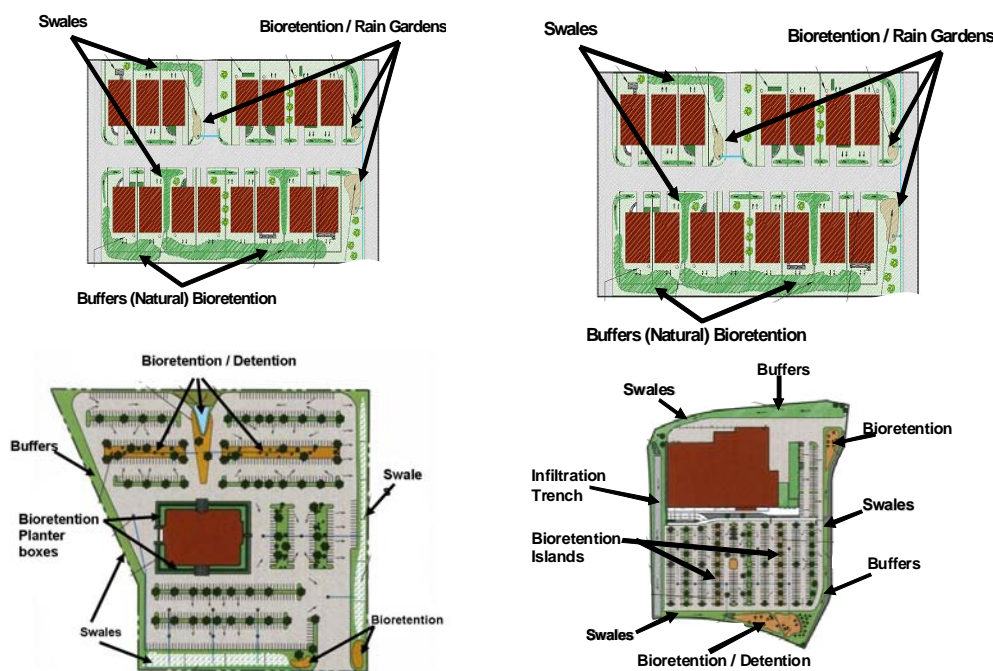 Swales
Bioretention / Rain Gardens
Buffers (Natural) Bioretention
Swales
Bioretention / Rain Gardens
Buffers (Natural) Bioretention
Bioretention / Detention
Buffers
Swale
Bioretention
Planter
boxes
Swales
Bioretention
Buffers
Swales
Bioretention
Infiltration
Trench
Swales
Bioretention
Islands
Buffers
Swales
Bioretention / Detention